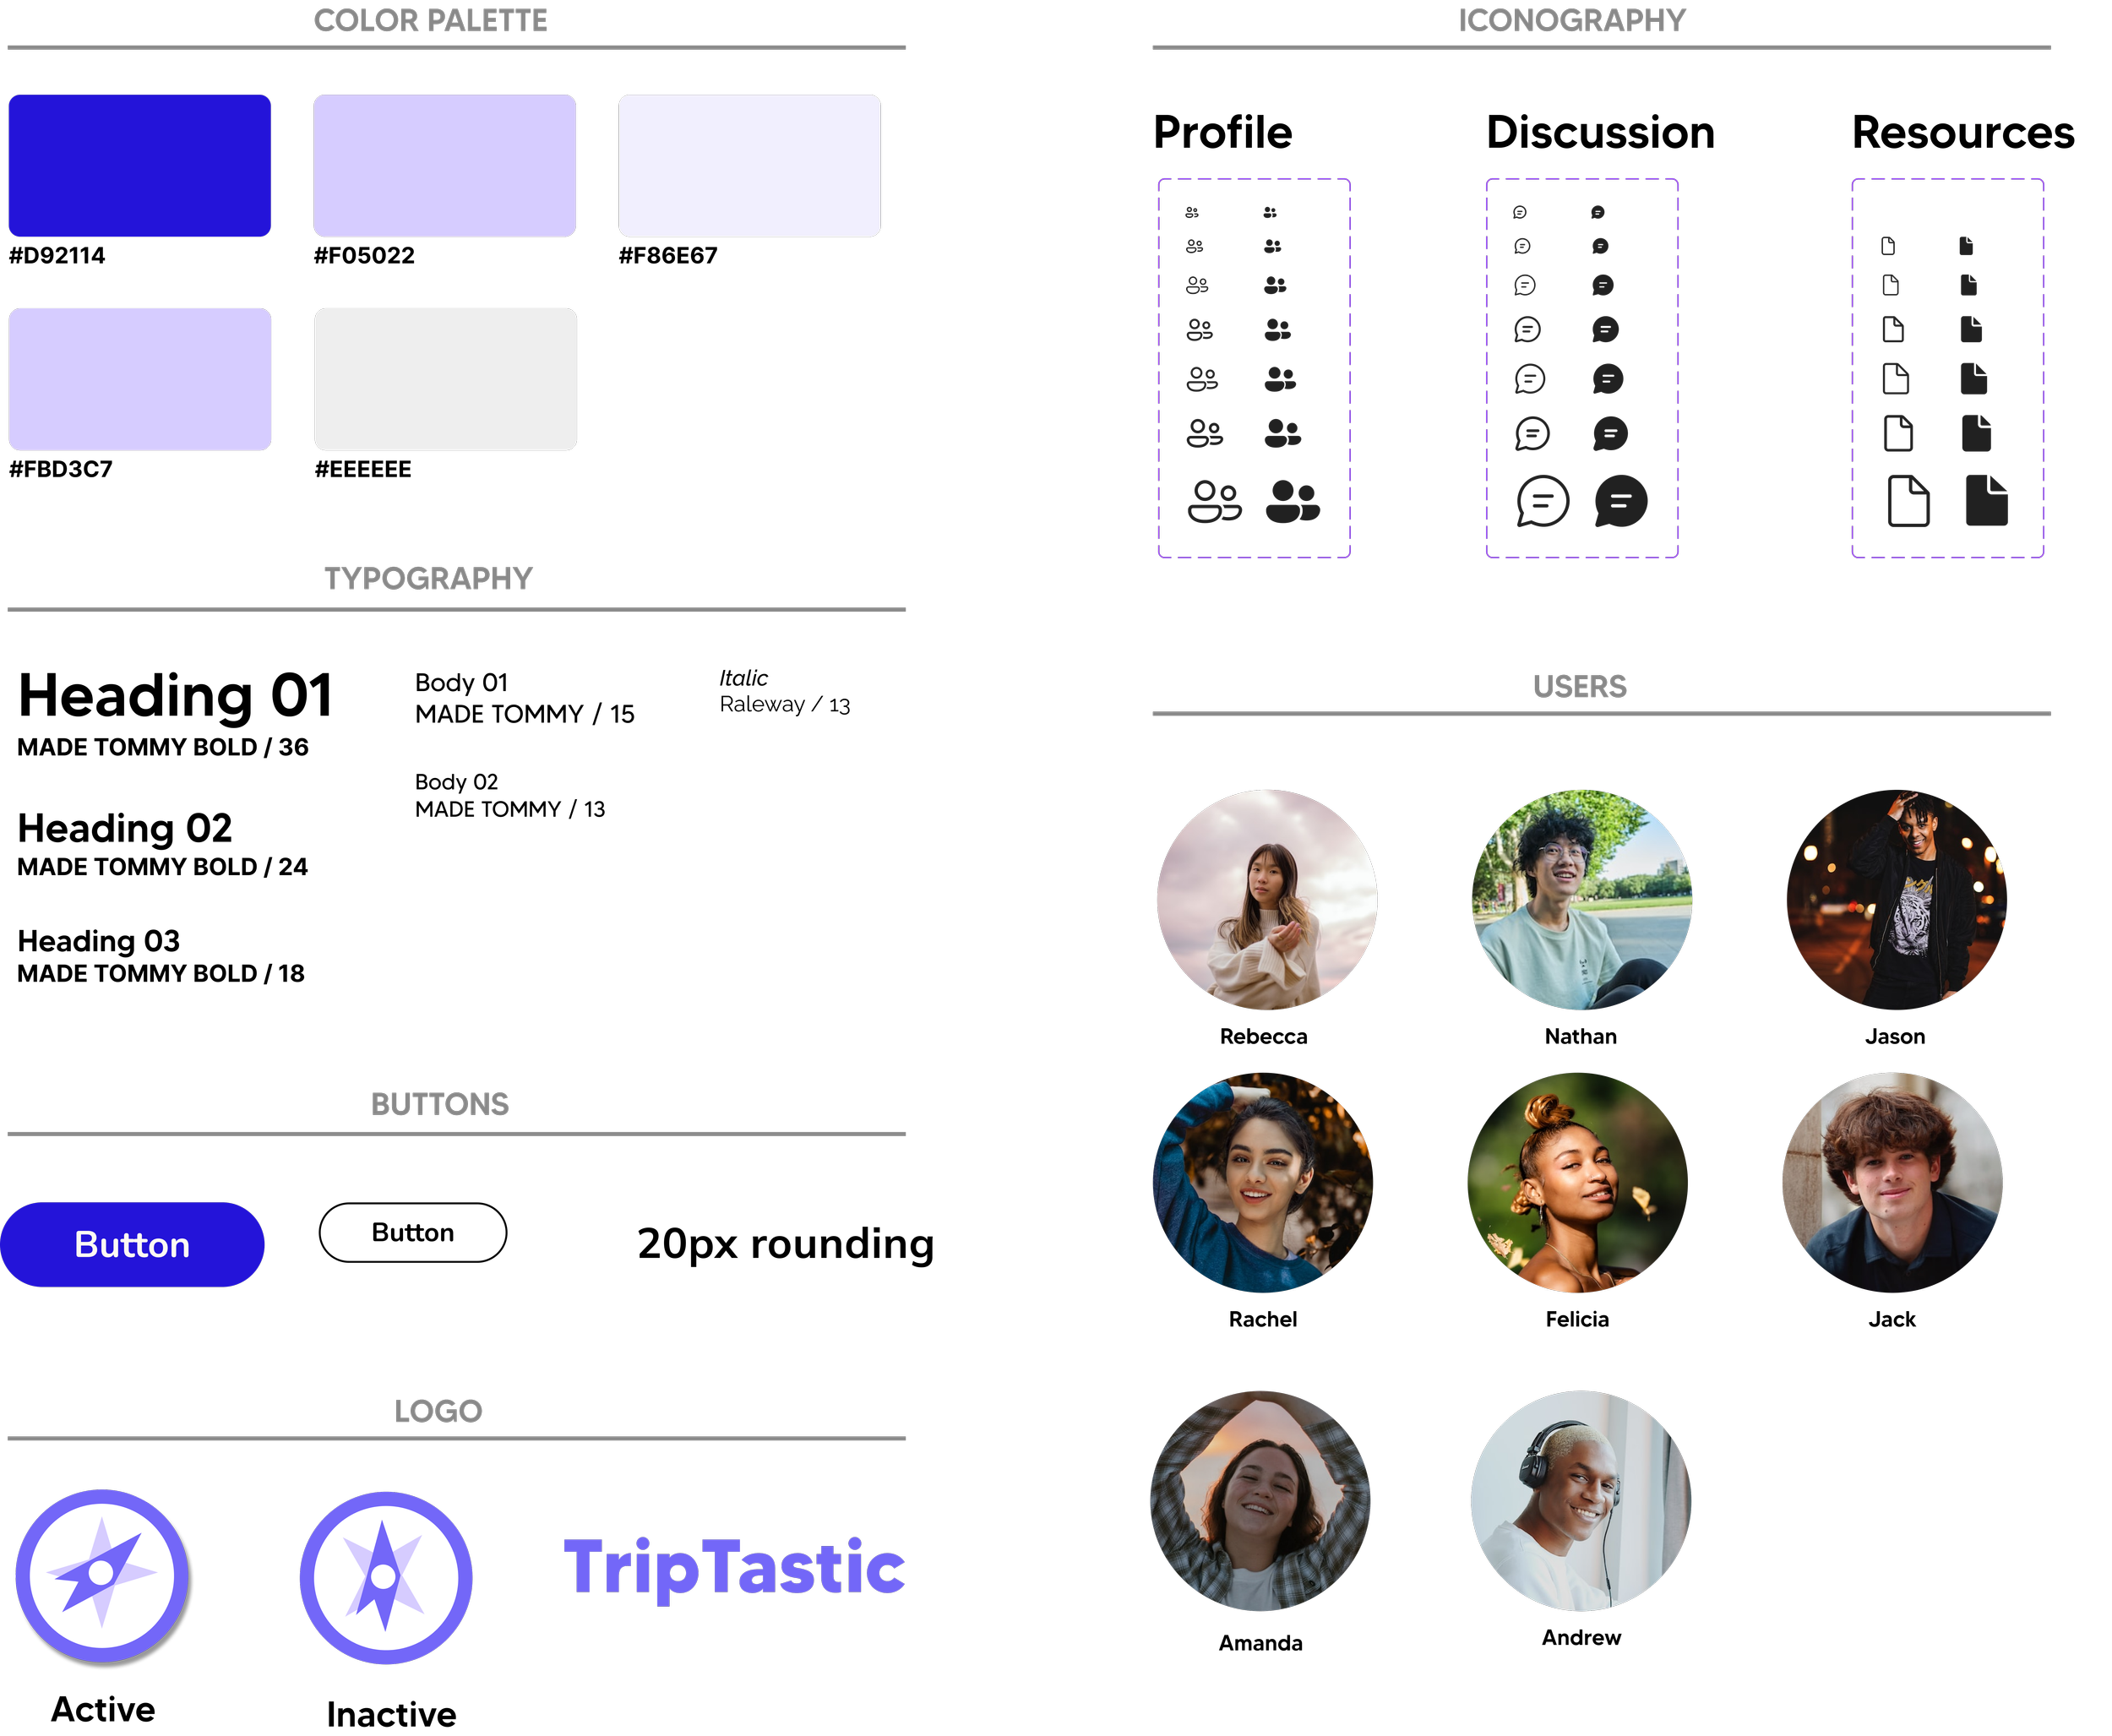 COLOR PALETTE
#D92114
#F05022
#F86E67
#FBD3C7
#EEEEEE
TYPOGRAPHY
Heading 01
MADE TOMMY BOLD / 36
Heading 02
MADE TOMMY BOLD / 24
Heading 03
MADE TOMMY BOLD / 18
Body 01
MADE TOMMY / 15
Body 02
MADE TOMMY / 13
Italic
Raleway / 13
BUTTONS
Button
Button
20px rounding
LOGO
TripTastic
Active
Inactive
ICONOGRAPHY
Profile
Discussion
Resources
USERS
Rebecca
Nathan
Jason
Rachel
Felicia
Jack
Amanda
Andrew